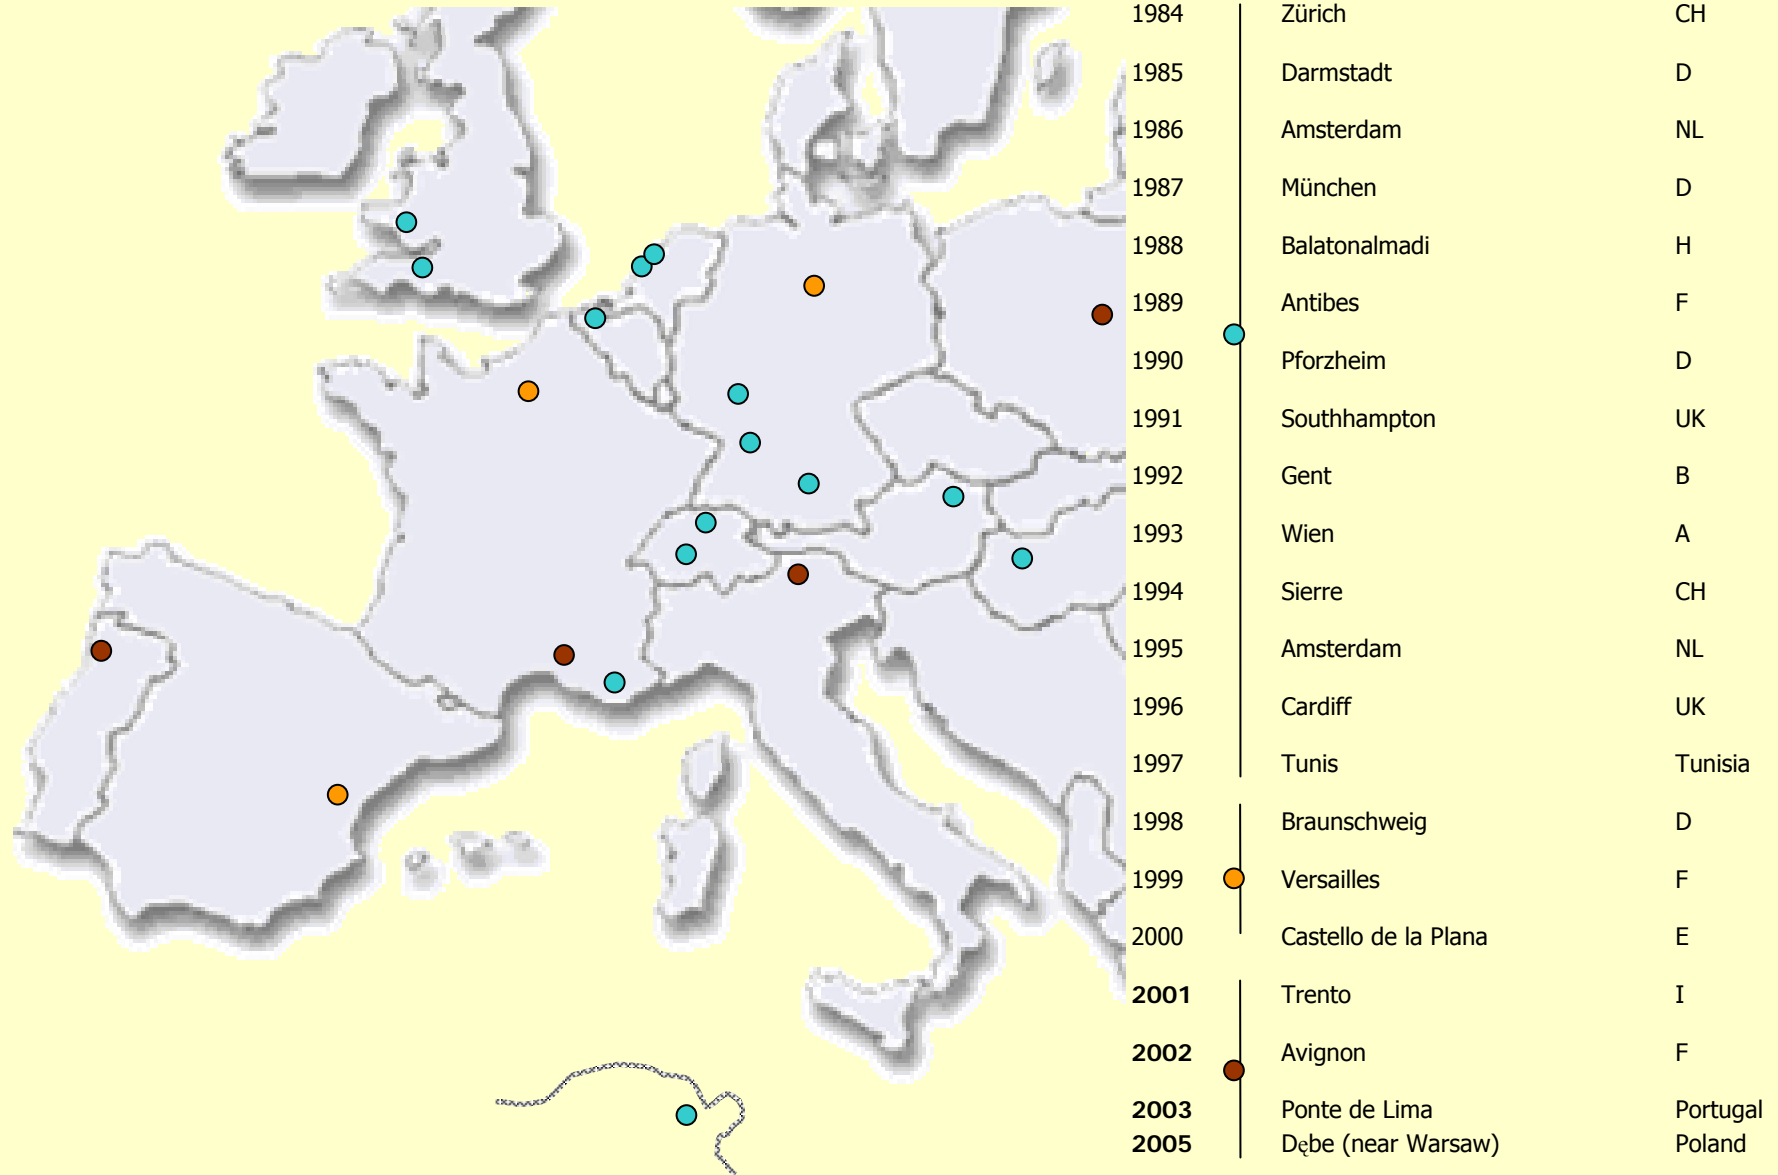 1984 Zürich CH
1985 Darmstadt D
1986 Amsterdam NL
1987 München D
1988 Balatonalmadi H
1989 Antibes F
1990 Pforzheim D
1991 Southhampton UK
1992 Gent B
1993 Wien A
1994 Sierre CH
1995 Amsterdam NL
1996 Cardiff UK
1997 Tunis Tunisia
1998 Braunschweig D
1999 Versailles F
2000 Castello de la Plana E
2001 Trento I
2002 Avignon F
2003 Ponte de Lima Portugal
2005 Dębe (near Warsaw) Poland